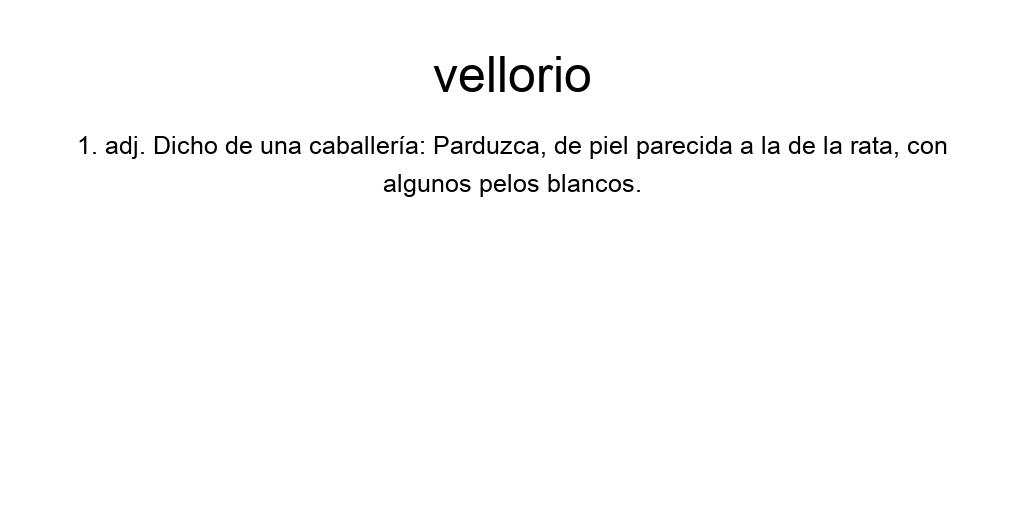 vellorio
1. adj. Dicho de una caballería: Parduzca, de piel parecida a la de la rata, con
algunos pelos blancos.